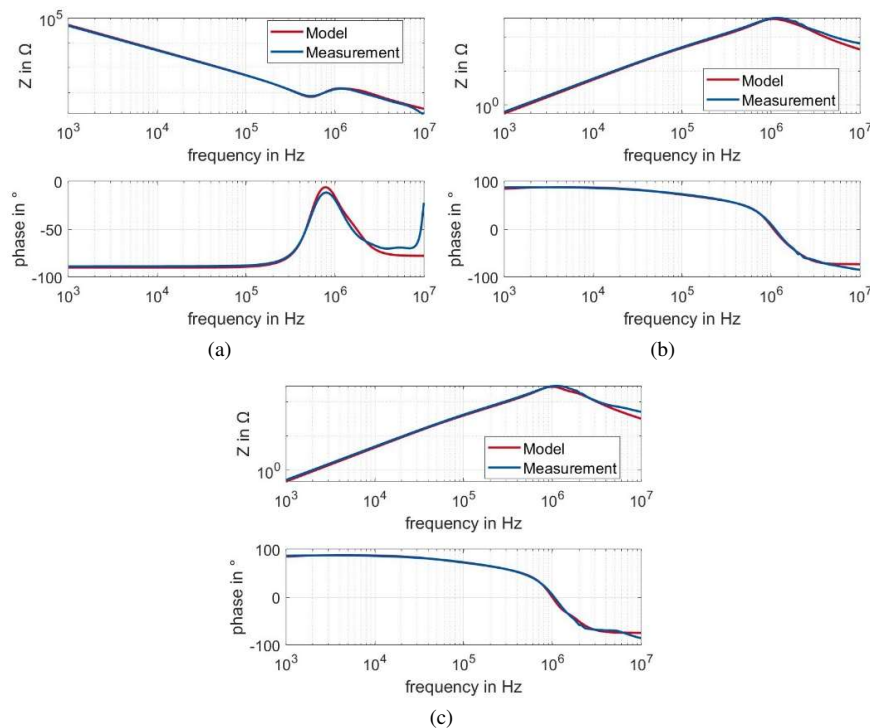 10^5
Z in Ω
Model
Measurement
10^3 10^4 10^5 10^6 10^7
frequency in Hz
0
-50
-100
phase in °
10^3 10^4 10^5 10^6 10^7
frequency in Hz
(a)
Z in Ω
10^0
Model
Measurement
10^3 10^4 10^5 10^6 10^7
frequency in Hz
100
0
-100
phase in °
10^3 10^4 10^5 10^6 10^7
frequency in Hz
(b)
Z in Ω
10^0
Model
Measurement
10^3 10^4 10^5 10^6 10^7
frequency in Hz
100
0
-100
phase in °
10^3 10^4 10^5 10^6 10^7
frequency in Hz
(c)